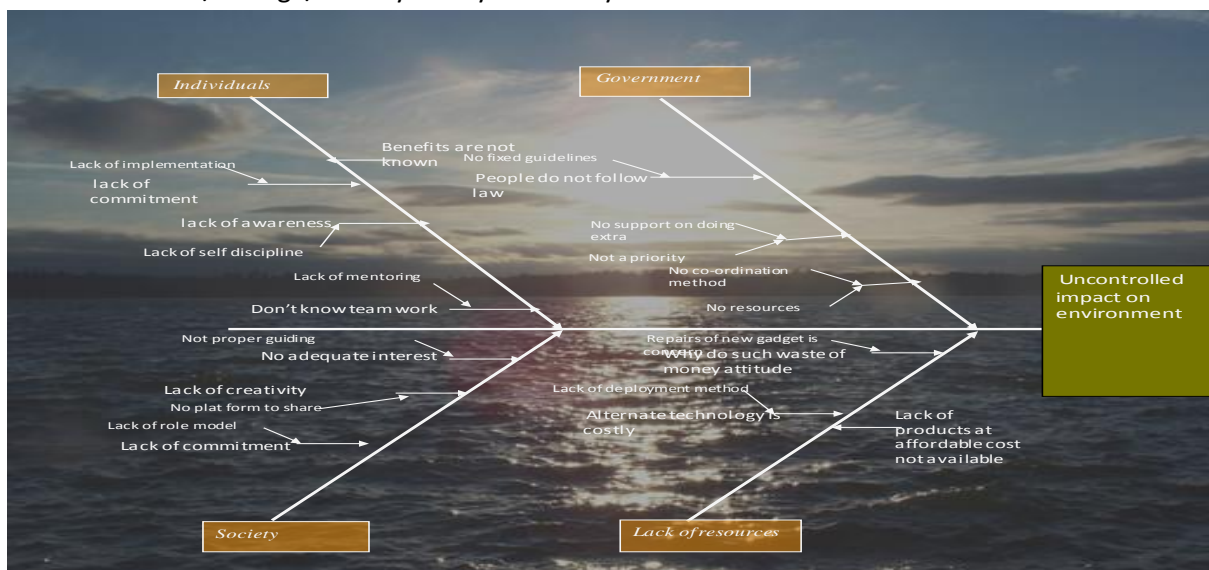 Individuals
Government
Benefits are not
known
No fixed guidelines
Lack of implementation
lack of
commitment
People do not follow
law
lack of awareness
No support on doing
extra
Lack of self discipline
Not a priority
Lack of mentoring
No co-ordination
method
Don't know team work
No resources
Uncontrolled
impact on
environment
Not proper guiding
No adequate interest
Repairs of new gadget is
Why do such waste of
money attitude
Lack of creativity
No plat form to share
Lack of deployment method
Alternate technology is
costly
Lack of role model
Lack of commitment
Lack of
products at
affordable cost
not available
Society
Lack of resources